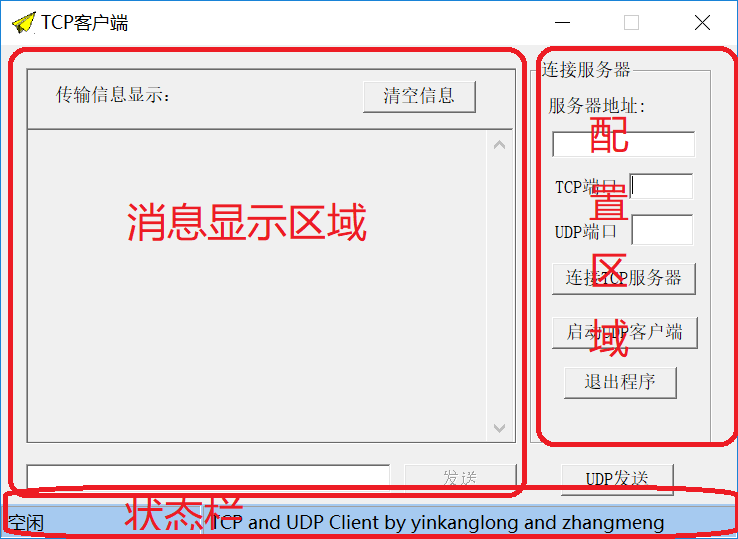 TCP客户端
传输信息显示:
清空信息
消息显示区域
发送
连接服务器
服务器地址:
TCP端口
UDP端口
连接TCP服务器
启动UDP客户端
退出程序
配置区域
UDP发送
空闲
状态栏
TCP and UDP Client by yinkanglong and zhangmeng